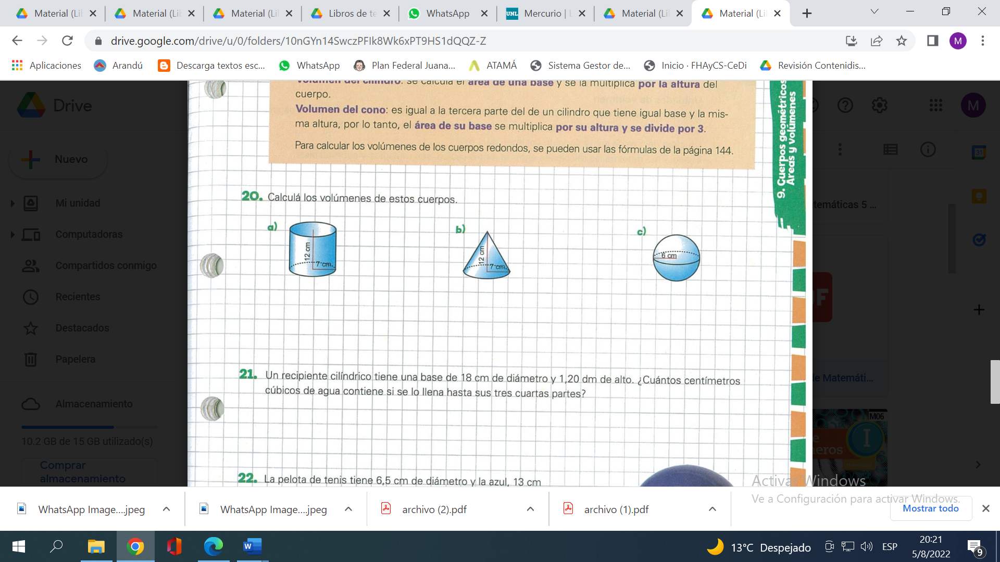 Material (Li
Material (Li
Material (Li
Libros de te
WhatsApp
UNL Mercurio | L
Material (Li
Material (Li
drive.google.com/drive/u/0/folders/10nGYn14SwczPFIk8Wk6xPT9HS1dQQZ-Z
M
Aplicaciones
Arandú
Descarga textos esc...
WhatsApp
Plan Federal Juana...
ATAMÁ
Sistema Gestor de...
Inicio · FHAyCS-CeDi
Revisión Contenidis...
Drive
Nuevo
Mi unidad
Computadoras
Compartidos conmigo
Recientes
Destacados
Papelera
Almacenamiento
10.2 GB de 15 GB utilizado(s)
Comprar
almacenamiento
Volumen del cilindro: se calcula el área de una base y se la multiplica por la altura del
cuerpo.
Volumen del cono: es igual a la tercera parte del de un cilindro que tiene igual base y la mis-
ma altura, por lo tanto, el área de su base se multiplica por su altura y se divide por 3.
Para calcular los volúmenes de los cuerpos redondos, se pueden usar las fórmulas de la página 144.
9. Cuerpos geométricos
Áreas y volúmenes
20. Calculá los volúmenes de estos cuerpos.
a)
12 cm
7 cm
b)
12 cm
7 cm
c)
6 cm
21. Un recipiente cilíndrico tiene una base de 18 cm de diámetro y 1,20 dm de alto. ¿Cuántos centímetros
cúbicos de agua contiene si se lo llena hasta sus tres cuartas partes?
22. La pelota de tenis tiene 6,5 cm de diámetro y la azul, 13 cm
M
31
temáticas 5 ...
F
de Matemáti...
M06
I
Activar Windows
Ve a Configuración para activar Windows.
WhatsApp Image....jpeg
WhatsApp Image....jpeg
archivo (2).pdf
archivo (1).pdf
Mostrar todo
13°C Despejado
ESP
20:21
5/8/2022
9